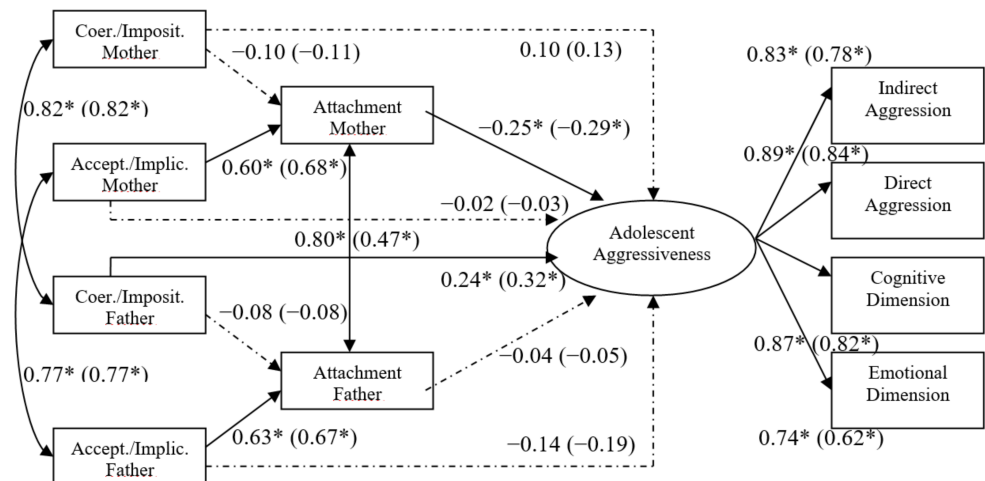 Coer./Imposit.
Mother
−0.10 (−0.11)
0.10 (0.13)
0.83* (0.78*)
Indirect
Aggression
0.82* (0.82*)
Attachment
Mother
−0.25* (−0.29*)
0.89* (0.84*)
Accept./Implic.
Mother
0.60* (0.68*)
Direct
Aggression
−0.02 (−0.03)
0.80* (0.47*)
Adolescent
Aggressiveness
0.24* (0.32*)
Coer./Imposit.
Father
−0.08 (−0.08)
Cognitive
Dimension
0.87* (0.82*)
−0.04 (−0.05)
0.77* (0.77*)
Attachment
Father
Emotional
Dimension
0.63* (0.67*)
−0.14 (−0.19)
0.74* (0.62*)
Accept./Implic.
Father